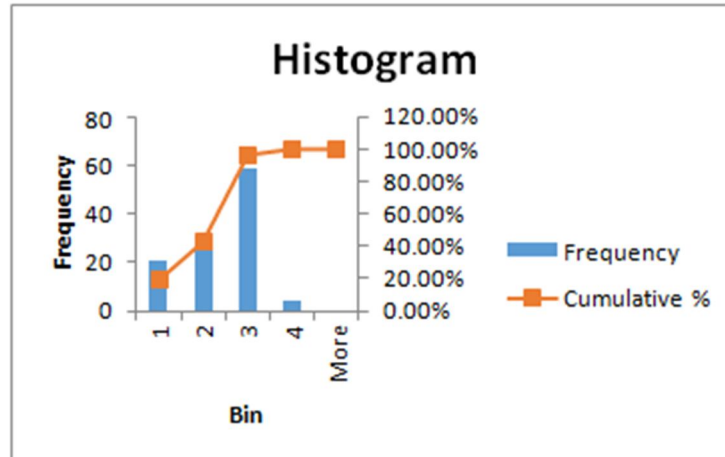 Histogram
Frequency
80
60
40
20
0
120.00%
100.00%
80.00%
60.00%
40.00%
20.00%
0.00%
1
2
3
4
More
Bin
Frequency
Cumulative %